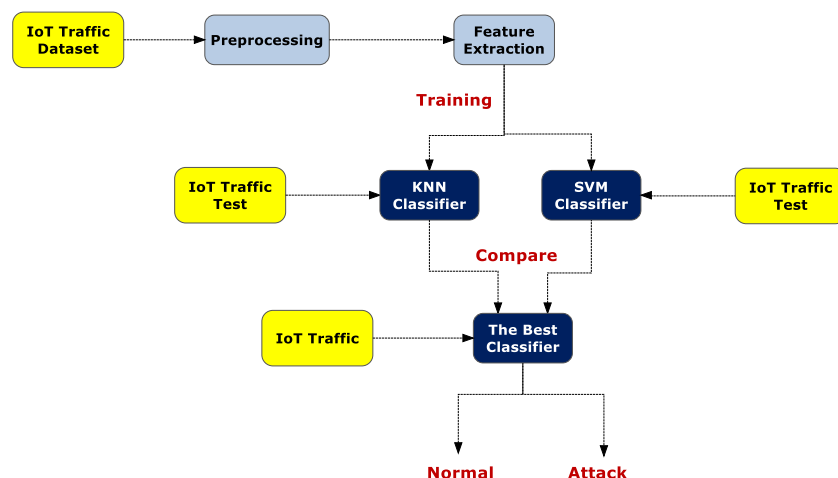 IoT Traffic
Dataset
Preprocessing
Feature
Extraction
Training
IoT Traffic
Test
KNN
Classifier
SVM
Classifier
IoT Traffic
Test
Compare
IoT Traffic
The Best
Classifier
Normal
Attack